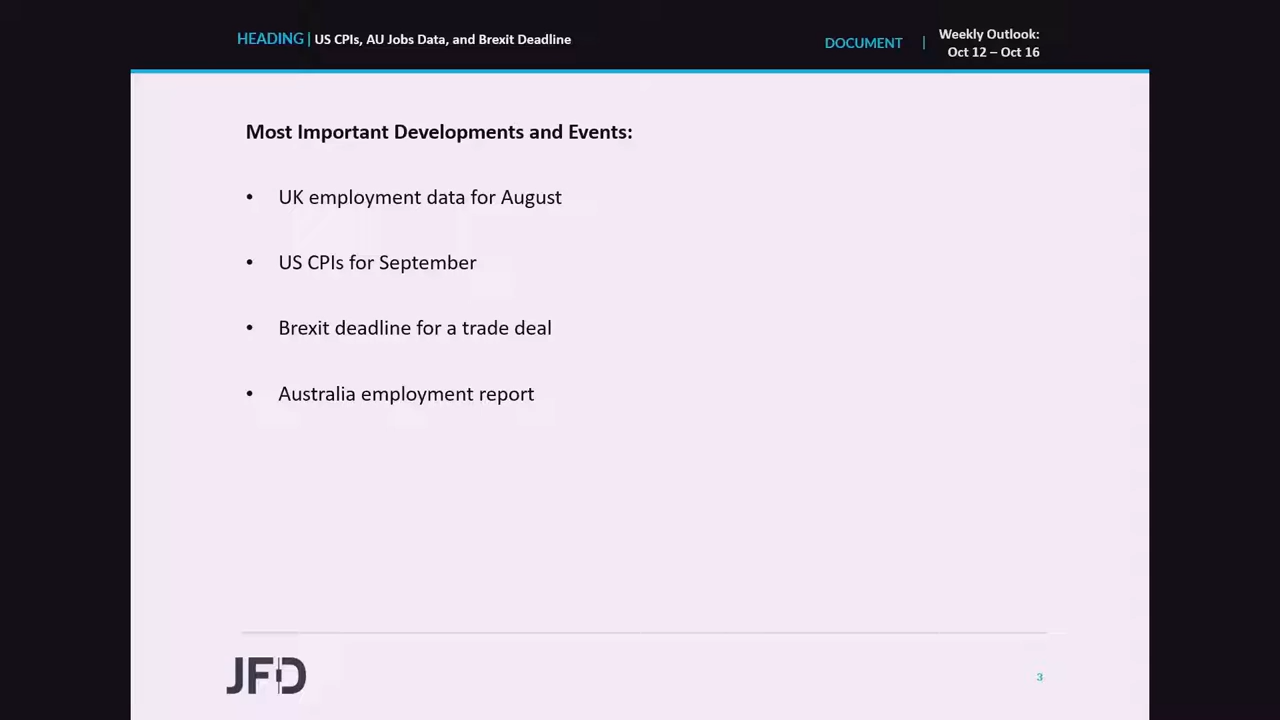 HEADING | US CPIs, AU Jobs Data, and Brexit Deadline
DOCUMENT | Weekly Outlook:
Oct 12 – Oct 16
Most Important Developments and Events:
• UK employment data for August
• US CPIs for September
• Brexit deadline for a trade deal
• Australia employment report
JFD
3